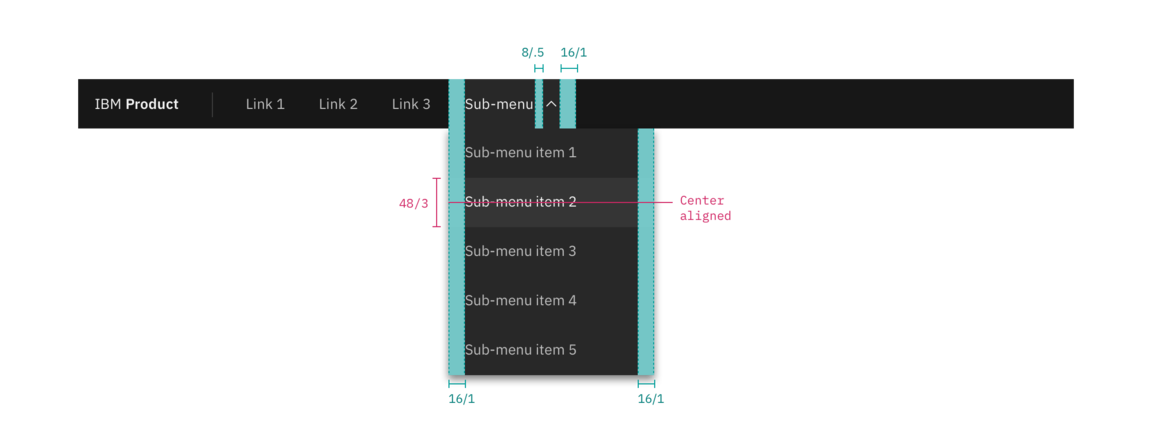 8/.5 16/1
IBM Product Link 1 Link 2 Link 3 Sub-menu
Sub-menu item 1
48/3 Sub-menu item 2 Center
aligned
Sub-menu item 3
Sub-menu item 4
Sub-menu item 5
16/1 16/1